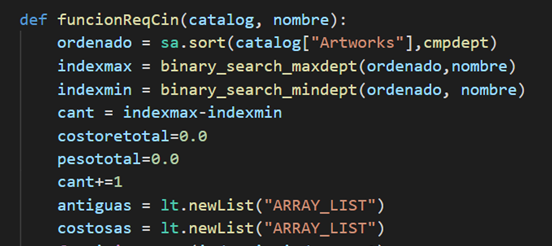 def funcionReqCin(catalog, nombre):
    ordenado = sa.sort(catalog["Artworks"],cmpdept)
    indexmax = binary_search_maxdept(ordenado,nombre)
    indexmin = binary_search_mindept(ordenado, nombre)
    cant = indexmax-indexmin
    costoretotal=0.0
    pesototal=0.0
    cant+=1
    antiguas = lt.newList("ARRAY_LIST")
    costosas = lt.newList("ARRAY_LIST")